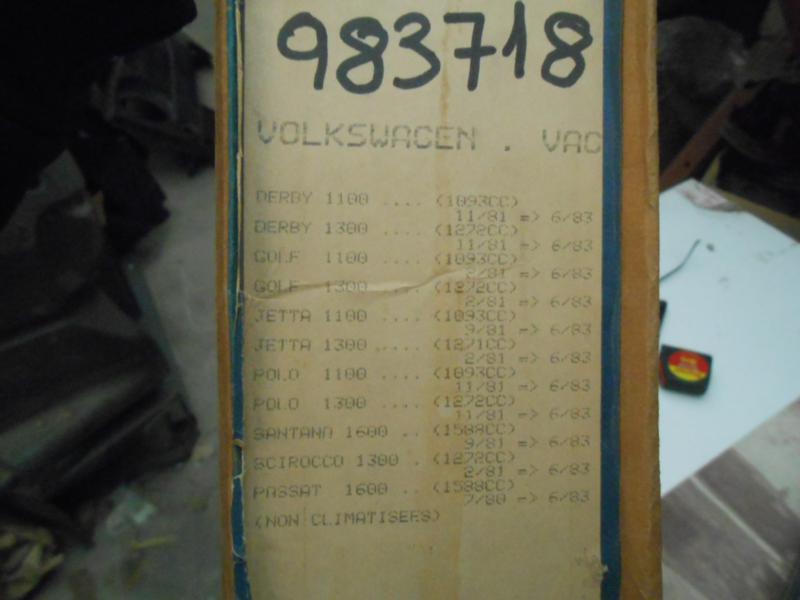 983718
VOLKSWAGEN . VAG
DERBY 1100 .... (1093CC)
11/81 => 6/83
DERBY 1300 .... (1272CC)
11/81 => 6/83
GOLF 1100 .... (1093CC)
2/81 => 6/83
GOLF 1300 .... (1272CC)
2/81 => 6/83
JETTA 1100 .... (1093CC)
9/81 => 6/83
JETTA 1300 .... (1271CC)
2/81 => 6/83
POLO 1100 .... (1093CC)
11/81 => 6/83
POLO 1300 .... (1272CC)
11/81 => 6/83
SANTANA 1600 .. (1588CC)
9/81 => 6/83
SCIROCCO 1300 . (1272CC)
2/81 => 6/83
PASSAT 1600 .. (1588CC)
7/80 => 6/83
(NON CLIMATISEES)